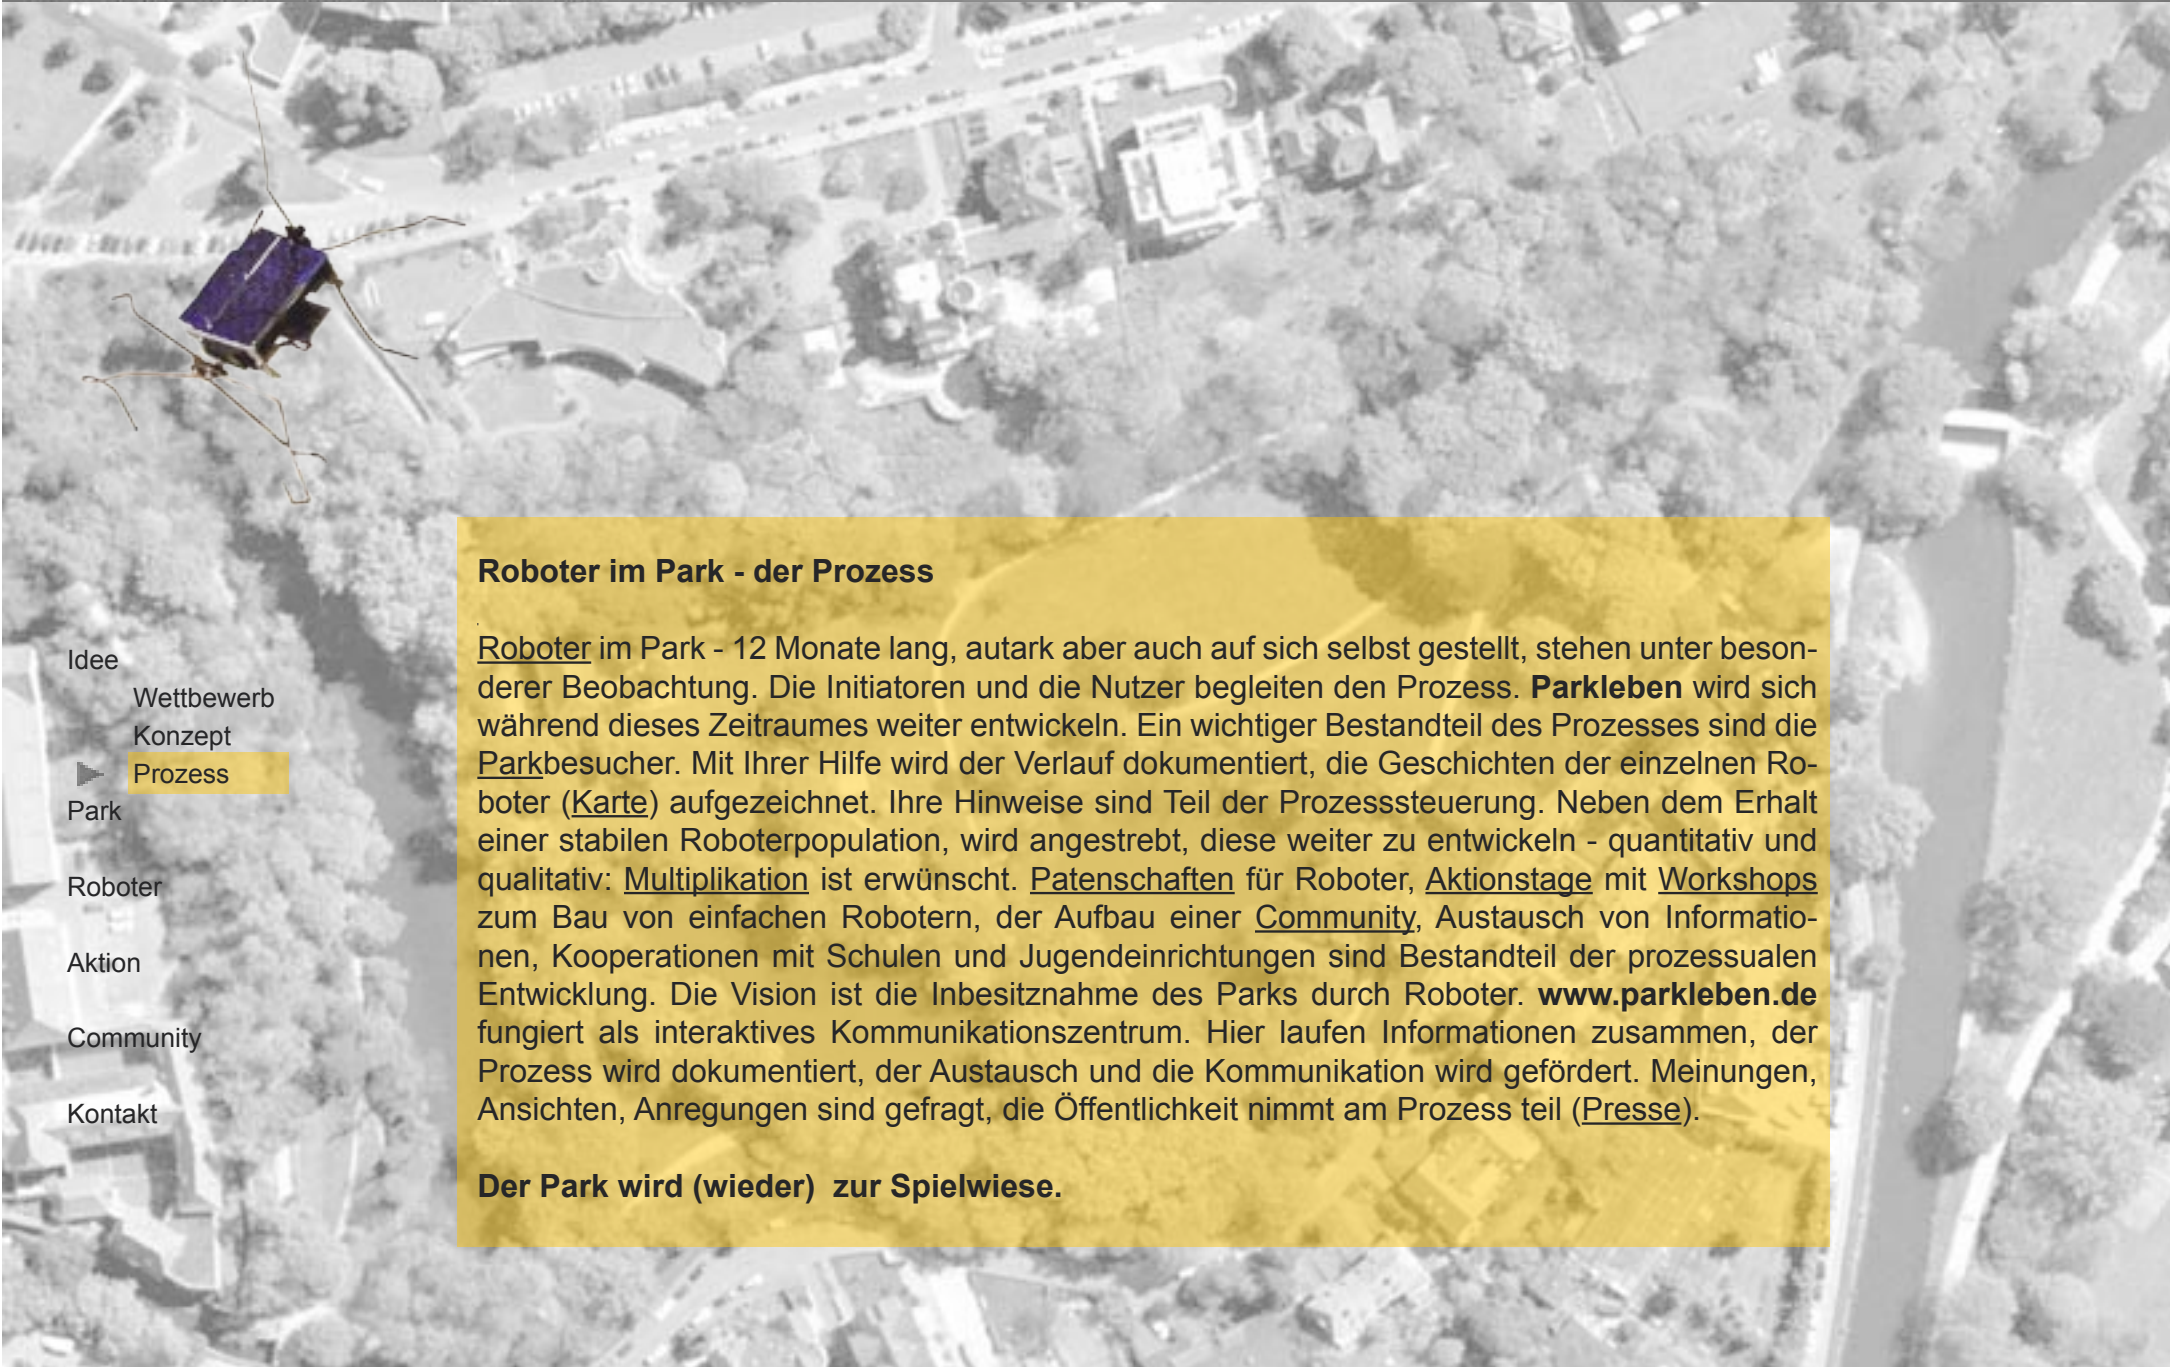 Roboter im Park - der Prozess
Roboter im Park - 12 Monate lang, autark aber auch auf sich selbst gestellt, stehen unter beson-
derer Beobachtung. Die Initiatoren und die Nutzer begleiten den Prozess. Parkleben wird sich
während dieses Zeitraumes weiter entwickeln. Ein wichtiger Bestandteil des Prozesses sind die
Parkbesucher. Mit Ihrer Hilfe wird der Verlauf dokumentiert, die Geschichten der einzelnen Ro-
boter (Karte) aufgezeichnet. Ihre Hinweise sind Teil der Prozesssteuerung. Neben dem Erhalt
einer stabilen Roboterpopulation, wird angestrebt, diese weiter zu entwickeln - quantitativ und
qualitativ: Multiplikation ist erwünscht. Patenschaften für Roboter, Aktionstage mit Workshops
zum Bau von einfachen Robotern, der Aufbau einer Community, Austausch von Informatio-
nen, Kooperationen mit Schulen und Jugendeinrichtungen sind Bestandteil der prozessualen
Entwicklung. Die Vision ist die Inbesitznahme des Parks durch Roboter. www.parkleben.de
fungiert als interaktives Kommunikationszentrum. Hier laufen Informationen zusammen, der
Prozess wird dokumentiert, der Austausch und die Kommunikation wird gefördert. Meinungen,
Ansichten, Anregungen sind gefragt, die Öffentlichkeit nimmt am Prozess teil (Presse).
Der Park wird (wieder)  zur Spielwiese.
Idee
Wettbewerb
Konzept
Prozess
Park
Roboter
Aktion
Community
Kontakt